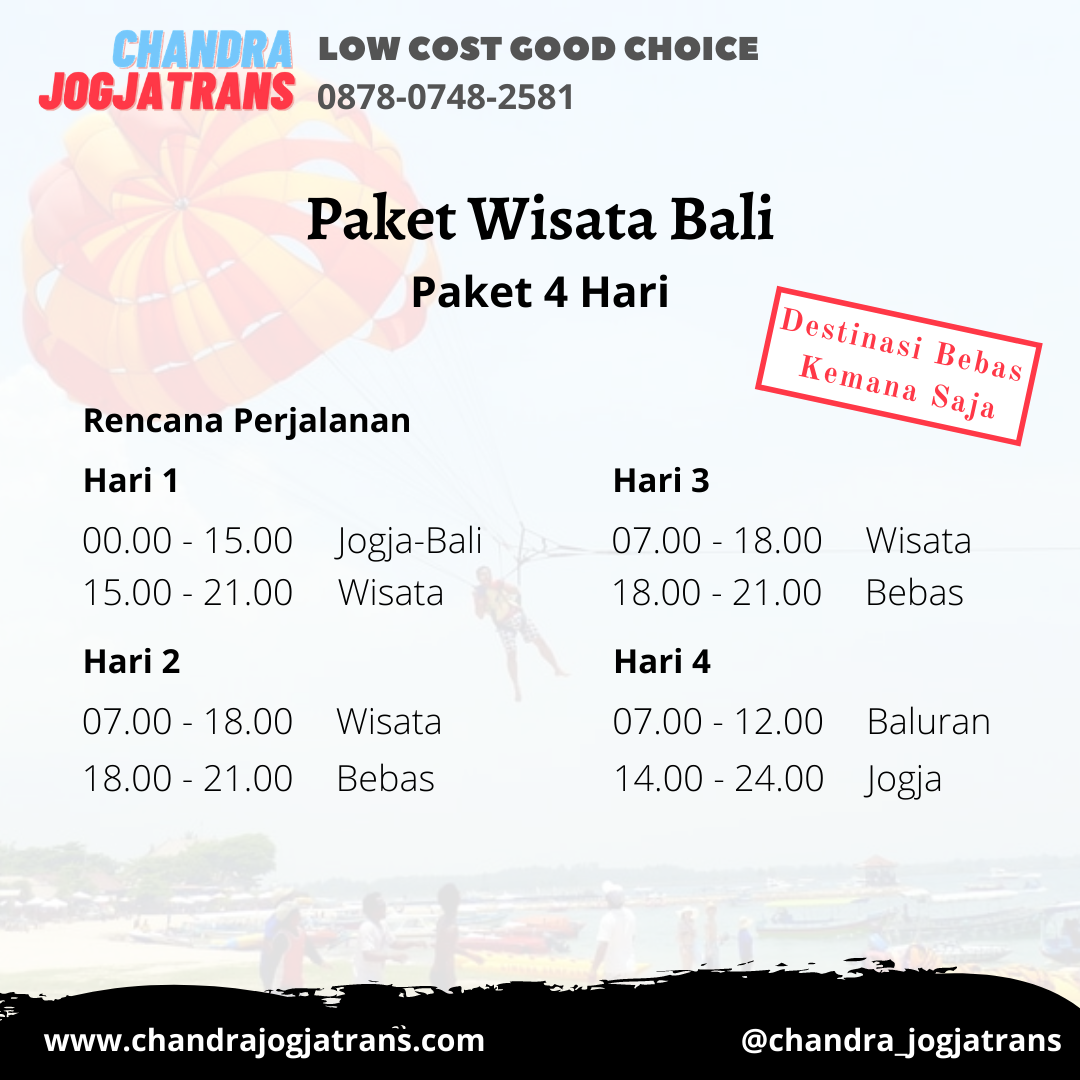 CHANDRA
JOGJATRANS
LOW COST GOOD CHOICE
0878-0748-2581
Paket Wisata Bali
Paket 4 Hari
Destinasi Bebas
Kemana Saja
Rencana Perjalanan
Hari 1
00.00 - 15.00 Jogja-Bali
15.00 - 21.00 Wisata
Hari 2
07.00 - 18.00 Wisata
18.00 - 21.00 Bebas
Hari 3
07.00 - 18.00 Wisata
18.00 - 21.00 Bebas
Hari 4
07.00 - 12.00 Baluran
14.00 - 24.00 Jogja
www.chandrajogjatrans.com
@chandra_jogjatrans